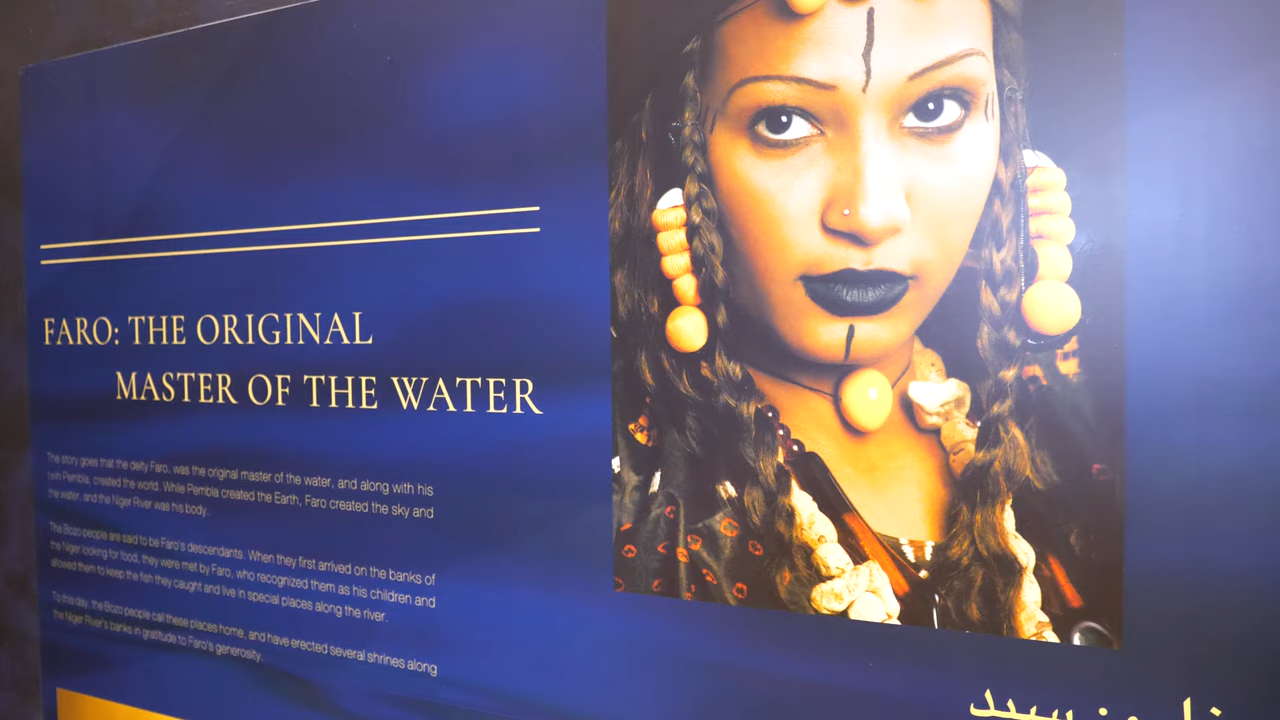 FARO: THE ORIGINAL
MASTER OF THE WATER
The story goes that the deity Faro, was the original master of the water, and along with his
twin Pembla, created the world. While Pembla created the Earth, Faro created the sky and
the water, and the Niger River was his body.
The Bozo people are said to be Faro's descendants. When they first arrived on the banks of
the Niger looking for food, they were met by Faro, who recognized them as his children and
allowed them to keep the fish they caught and live in special places along the river.
To this day, the Bozo people call these places home, and have erected several shrines along
the Niger River's banks in gratitude to Faro's generosity.